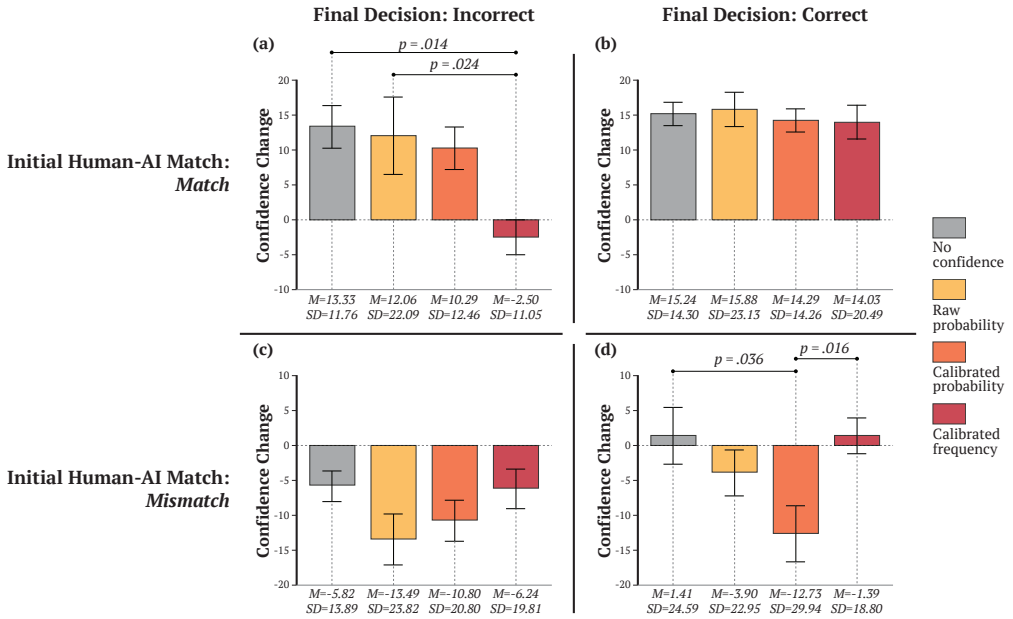 Final Decision: Incorrect
Final Decision: Correct
(a)
p = .014
p = .024
20
15
10
5
0
-5
-10
Confidence Change
M=13.33
SD=11.76
M=12.06
SD=22.09
M=10.29
SD=12.46
M=-2.50
SD=11.05
(b)
20
15
10
5
0
-5
-10
Confidence Change
M=15.24
SD=14.30
M=15.88
SD=23.13
M=14.29
SD=14.26
M=14.03
SD=20.49
Initial Human-AI Match:
Match
No
confidence
Raw
probability
Calibrated
probability
Calibrated
frequency
(c)
10
5
0
-5
-10
-15
-20
Confidence Change
M=-5.82
SD=13.89
M=-13.49
SD=23.82
M=-10.80
SD=20.80
M=-6.24
SD=19.81
(d)
p = .036
p = .016
10
5
0
-5
-10
-15
-20
Confidence Change
M=1.41
SD=24.59
M=-3.90
SD=22.95
M=-12.73
SD=29.94
M=-1.39
SD=18.80
Initial Human-AI Match:
Mismatch